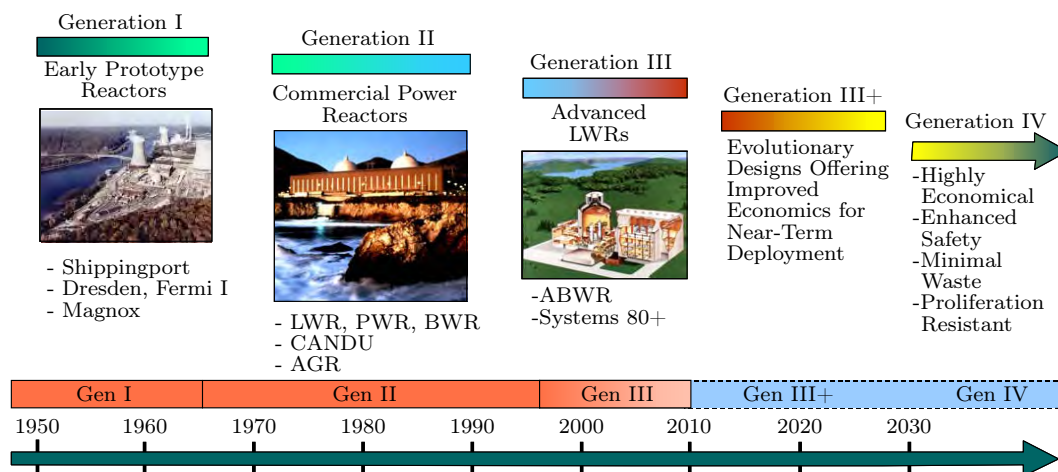 Generation I
Early Prototype
Reactors
- Shippingport
- Dresden, Fermi I
- Magnox
Generation II
Commercial Power
Reactors
- LWR, PWR, BWR
- CANDU
- AGR
Generation III
Advanced
LWRs
-ABWR
-Systems 80+
Generation III+
Evolutionary
Designs Offering
Improved
Economics for
Near-Term
Deployment
Generation IV
-Highly
Economical
-Enhanced
Safety
-Minimal
Waste
-Proliferation
Resistant
Gen I Gen II Gen III Gen III+ Gen IV
1950 1960 1970 1980 1990 2000 2010 2020 2030